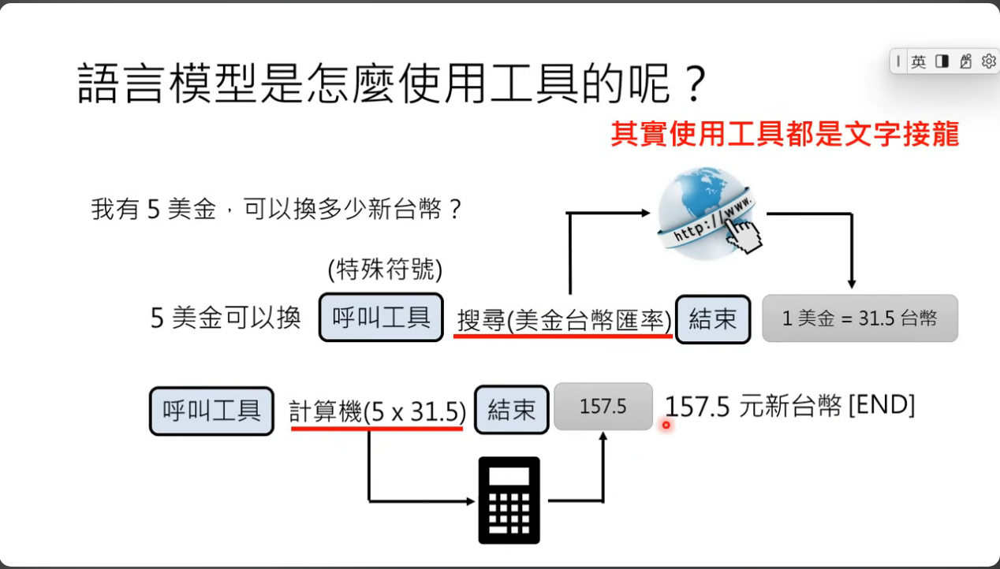 語言模型是怎麼使用工具的呢？
英
其實使用工具都是文字接龍
我有 5 美金，可以換多少新台幣？
http://www.
(特殊符號)
5 美金可以換 呼叫工具 搜尋(美金台幣匯率) 結束 1 美金 = 31.5 台幣
呼叫工具 計算機(5 x 31.5) 結束 157.5 157.5 元新台幣 [END]